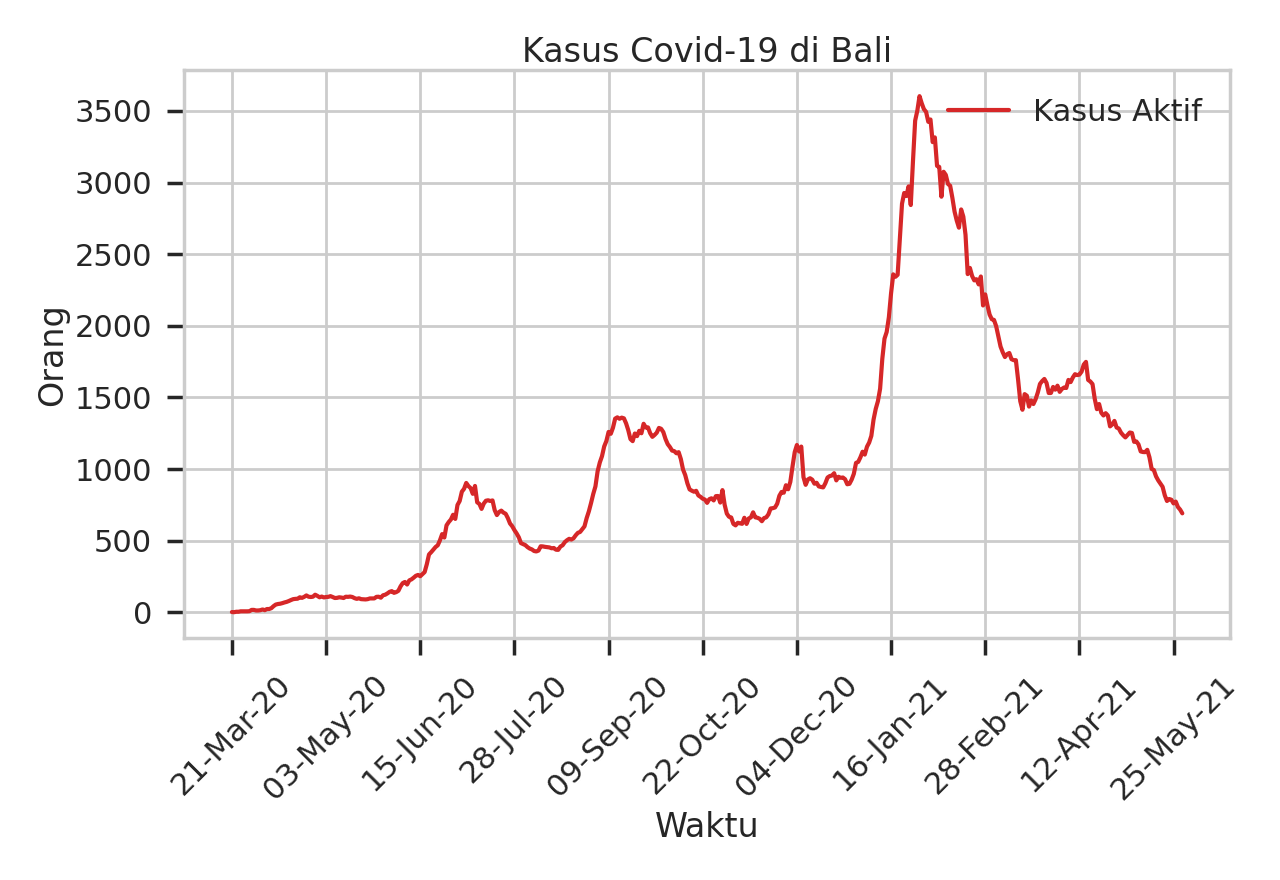 Kasus Covid-19 di Bali
Kasus Aktif
Orang
3500
3000
2500
2000
1500
1000
500
0
21-Mar-20
03-May-20
15-Jun-20
28-Jul-20
09-Sep-20
22-Oct-20
04-Dec-20
16-Jan-21
28-Feb-21
12-Apr-21
25-May-21
Waktu